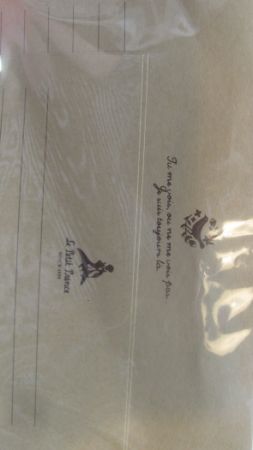 Tu me vois, ou ne me vois pas.
Je suis toujours là.
Le Petit Prince